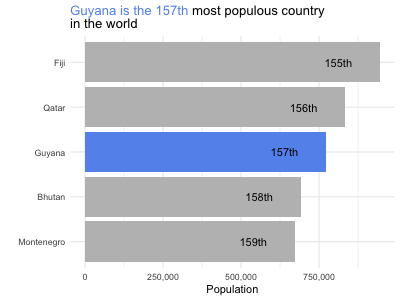 Guyana is the 157th most populous country
in the world
Fiji
155th
Qatar
156th
Guyana
157th
Bhutan
158th
Montenegro
159th
0
250,000
500,000
750,000
Population